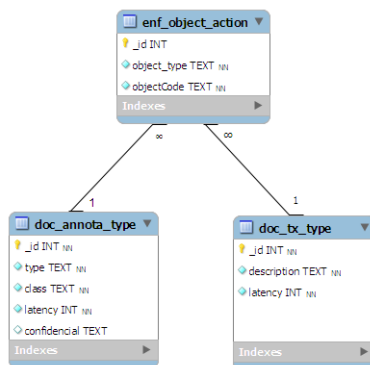 enf_object_action
_id INT
object_type TEXT NN
objectCode TEXT NN
Indexes
∞ ∞
1 1
doc_annota_type
_id INT NN
type TEXT NN
class TEXT NN
latency INT NN
confidencial TEXT
Indexes
doc_tx_type
_id INT NN
description TEXT NN
latency INT NN
Indexes